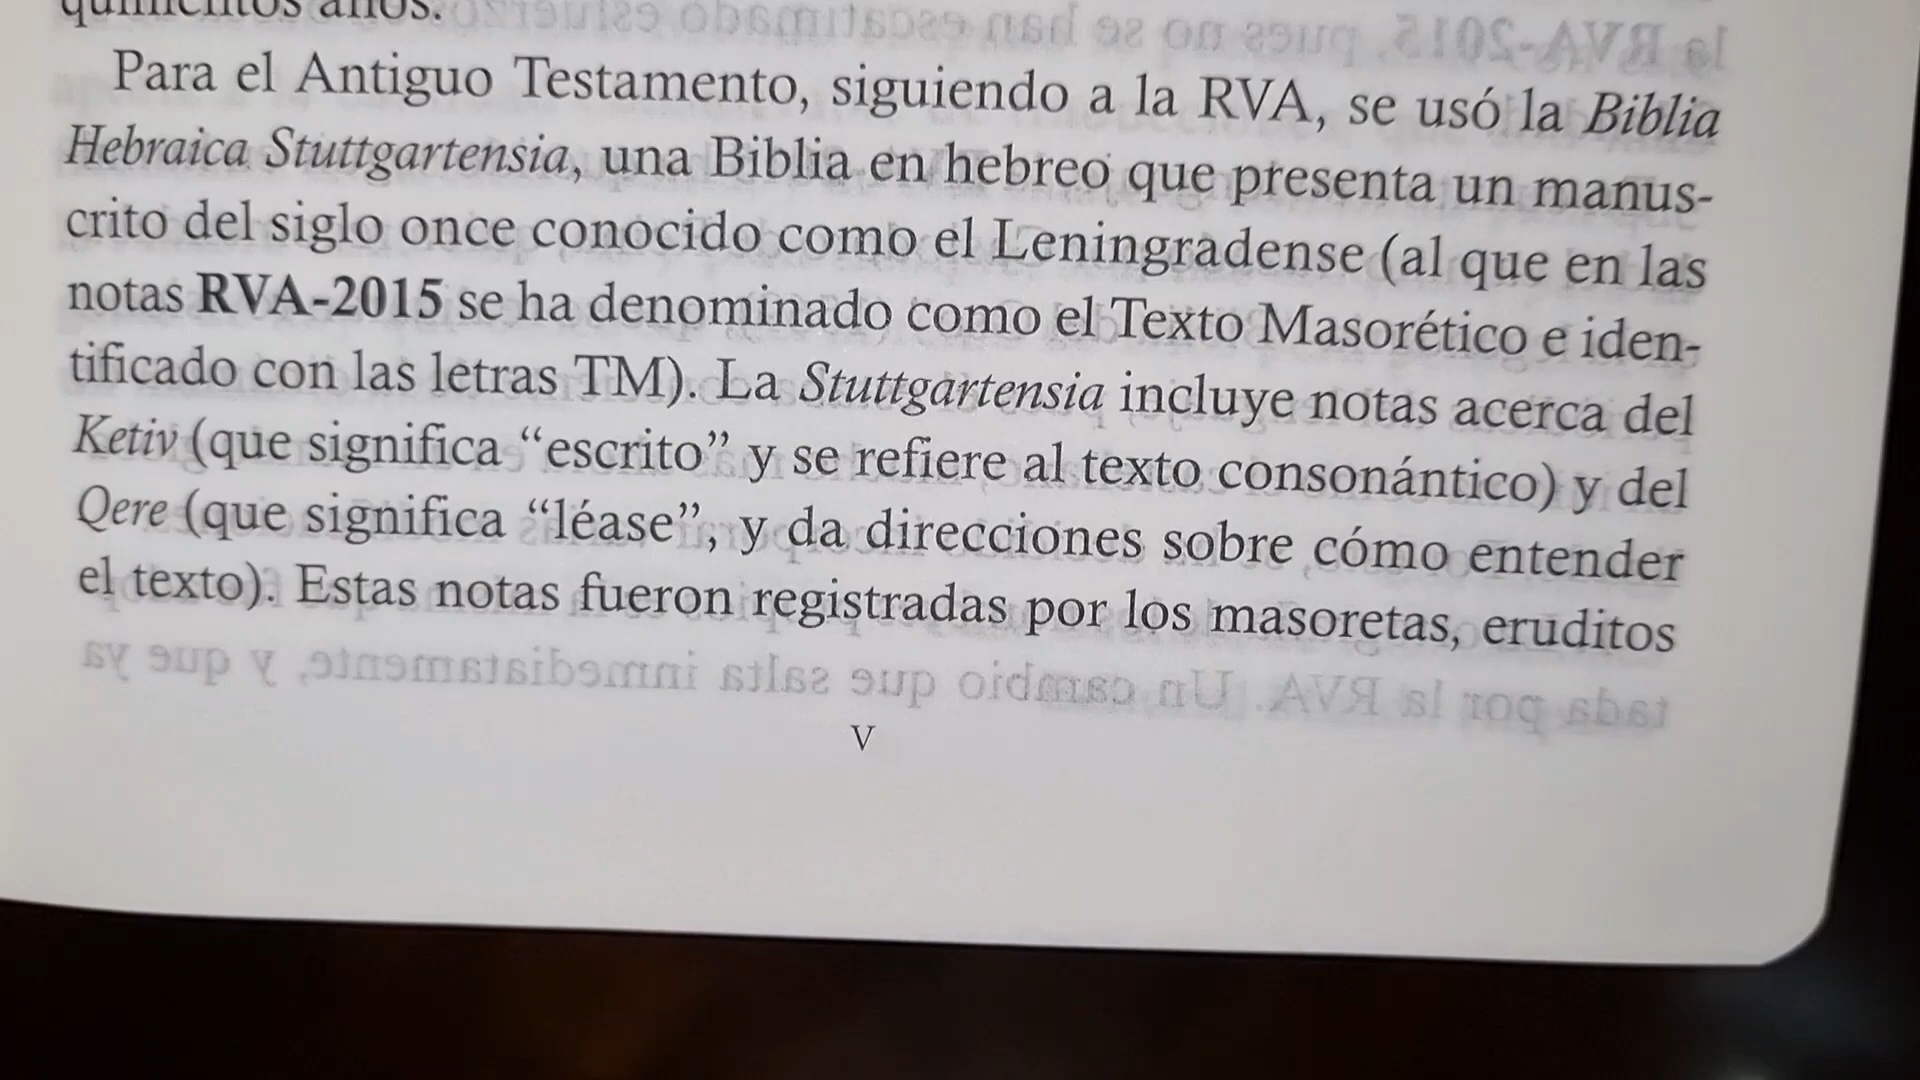 quinientos años.
Para el Antiguo Testamento, siguiendo a la RVA, se usó la Biblia
Hebraica Stuttgartensia, una Biblia en hebreo que presenta un manus-
crito del siglo once conocido como el Leningradense (al que en las
notas RVA-2015 se ha denominado como el Texto Masorético e iden-
tificado con las letras TM). La Stuttgartensia incluye notas acerca del
Ketiv (que significa “escrito” y se refiere al texto consonántico) y del
Qere (que significa “léase”, y da direcciones sobre cómo entender
el texto). Estas notas fueron registradas por los masoretas, eruditos
V